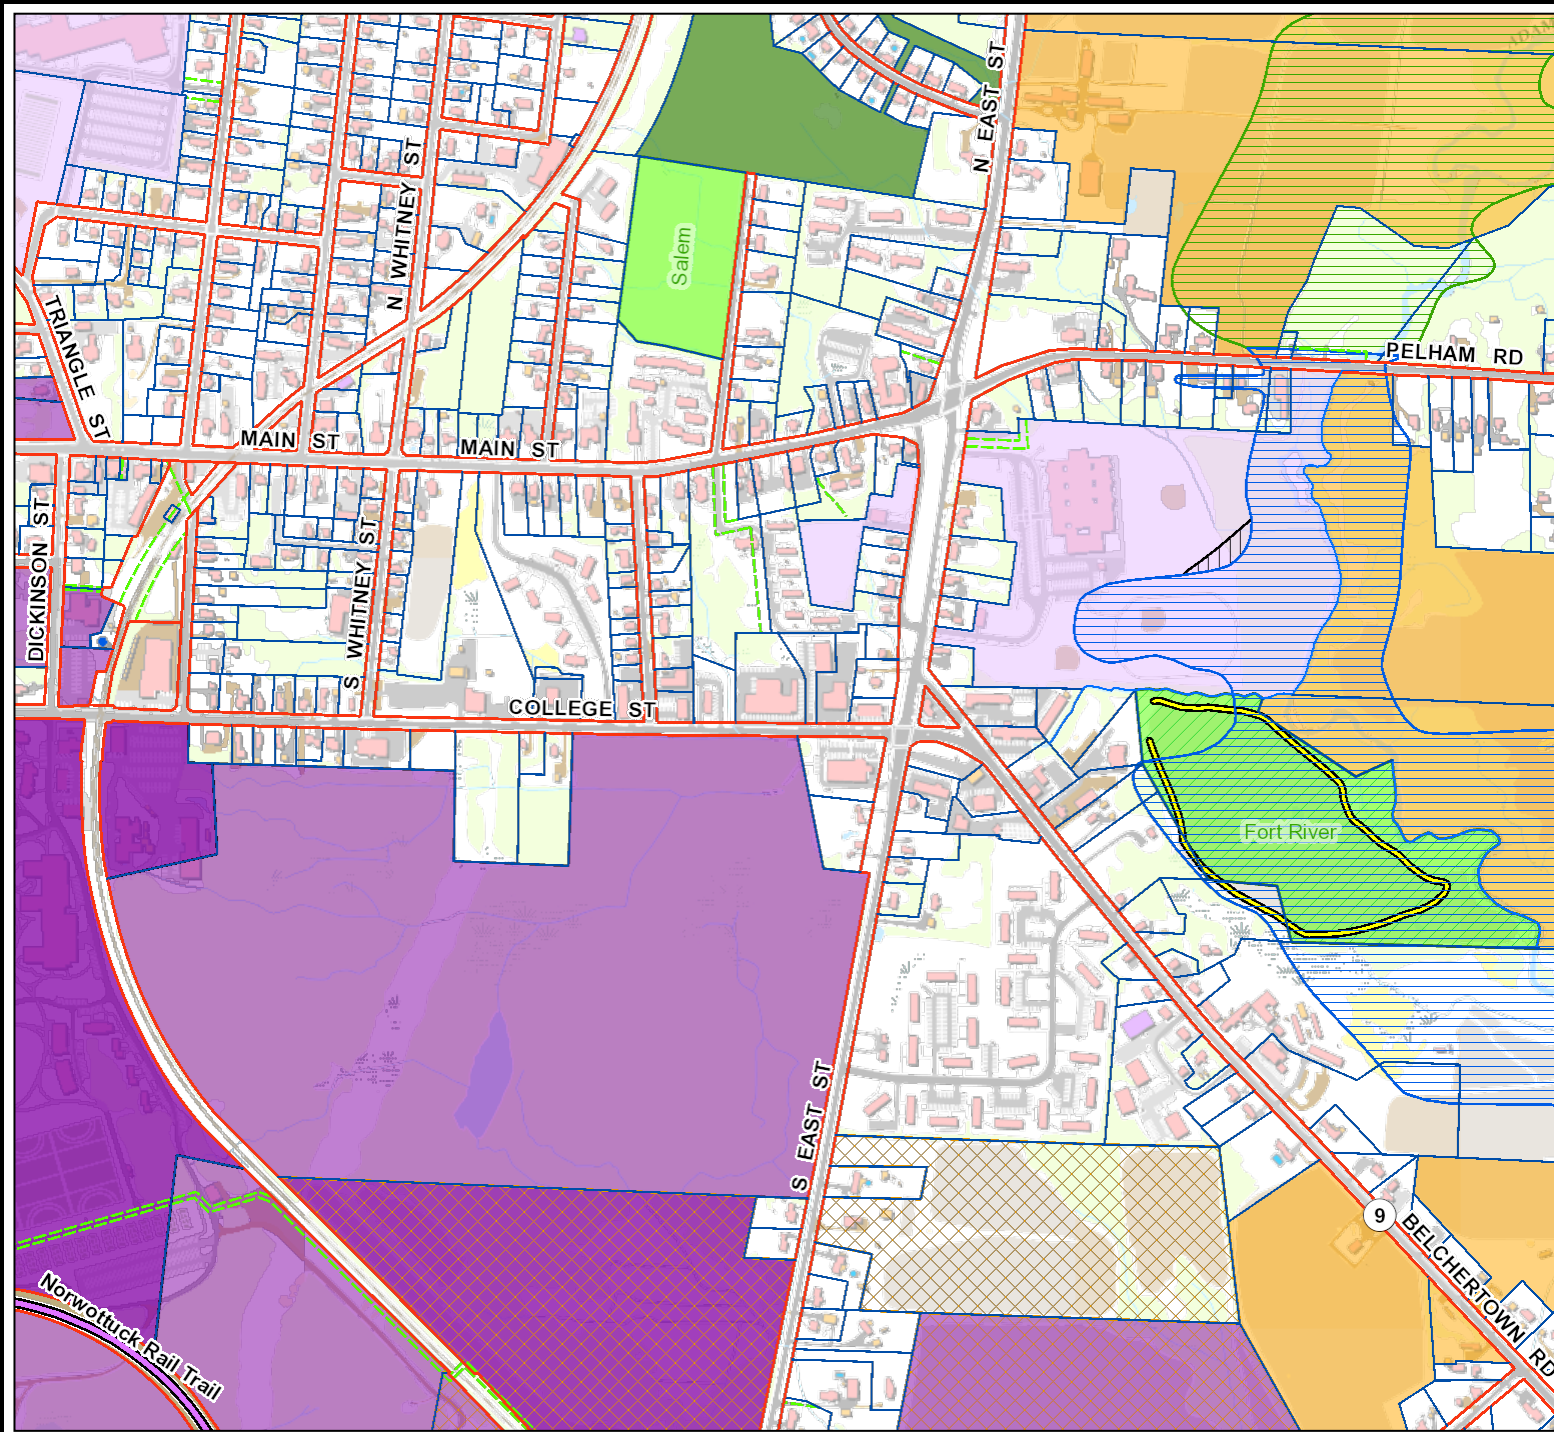 ADAM
N EAST ST
N WHITNEY ST
Salem
TRIANGLE ST
PELHAM RD
MAIN ST
MAIN ST
DICKINSON ST
S WHITNEY ST
COLLEGE ST
Fort River
S EAST ST
9
BELCHERTOWN RD
Norwottuck Rail Trail